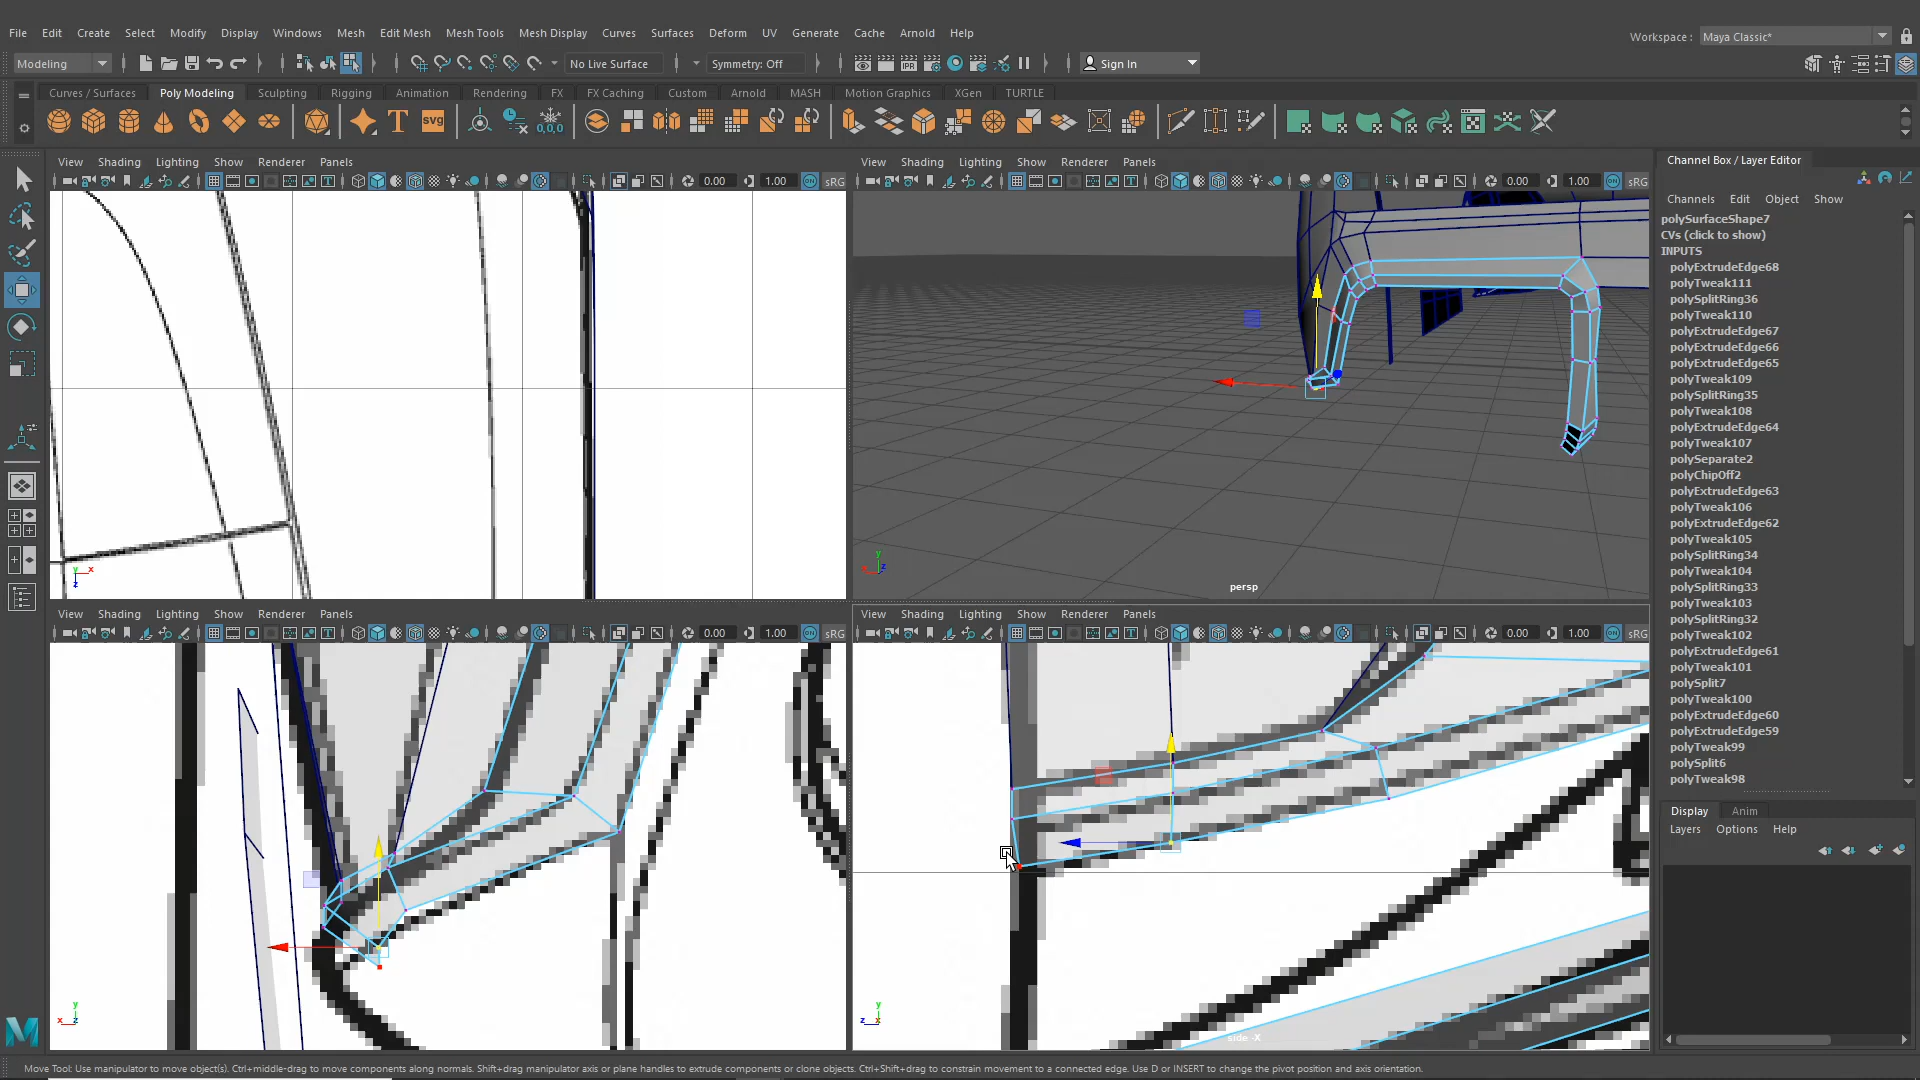 File Edit Create Select Modify Display Windows Mesh Edit Mesh Mesh Tools Mesh Display Curves Surfaces Deform UV Generate Cache Arnold Help
Workspace : Maya Classic*
Modeling No Live Surface Symmetry: Off Sign In
Curves / Surfaces Poly Modeling Sculpting Rigging Animation Rendering FX FX Caching Custom Arnold MASH Motion Graphics XGen TURTLE
T svg 0,0,0
View Shading Lighting Show Renderer Panels
0.00 1.00 sRG
View Shading Lighting Show Renderer Panels
0.00 1.00 sRG
persp
View Shading Lighting Show Renderer Panels
0.00 1.00 sRG
View Shading Lighting Show Renderer Panels
0.00 1.00 sRG
side -X
Channel Box / Layer Editor
Channels Edit Object Show
polySurfaceShape7
CVs (click to show)
INPUTS
polyExtrudeEdge68
polyTweak111
polySplitRing36
polyTweak110
polyExtrudeEdge67
polyExtrudeEdge66
polyExtrudeEdge65
polyTweak109
polySplitRing35
polyTweak108
polyExtrudeEdge64
polyTweak107
polySeparate2
polyChipOff2
polyExtrudeEdge63
polyTweak106
polyExtrudeEdge62
polyTweak105
polySplitRing34
polyTweak104
polySplitRing33
polyTweak103
polySplitRing32
polyTweak102
polyExtrudeEdge61
polyTweak101
polySplit7
polyTweak100
polyExtrudeEdge60
polyExtrudeEdge59
polyTweak99
polySplit6
polyTweak98
Display Anim
Layers Options Help
Move Tool: Use manipulator to move object(s). Ctrl+middle-drag to move components along normals. Shift+drag manipulator axis or plane handles to extrude components or clone objects. Ctrl+Shift+drag to constrain movement to a connected edge. Use D or INSERT to change the pivot position and axis orientation.